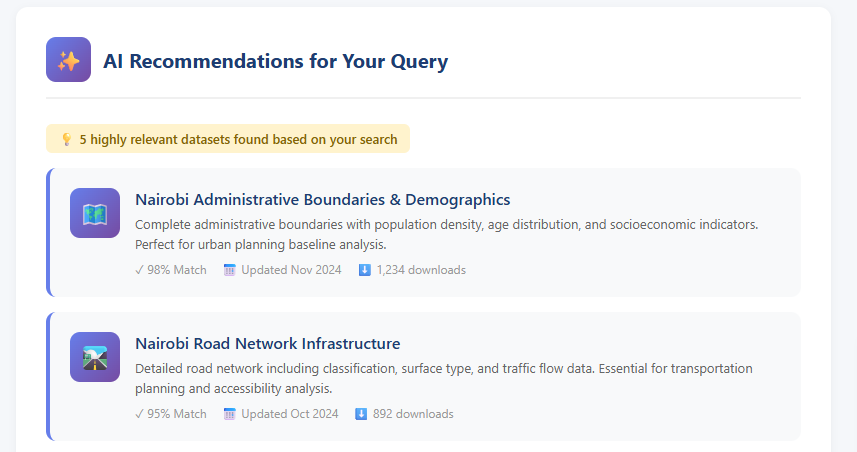 AI Recommendations for Your Query
5 highly relevant datasets found based on your search
Nairobi Administrative Boundaries & Demographics
Complete administrative boundaries with population density, age distribution, and socioeconomic indicators.
Perfect for urban planning baseline analysis.
✓ 98% Match Updated Nov 2024 1,234 downloads
Nairobi Road Network Infrastructure
Detailed road network including classification, surface type, and traffic flow data. Essential for transportation
planning and accessibility analysis.
✓ 95% Match Updated Oct 2024 892 downloads